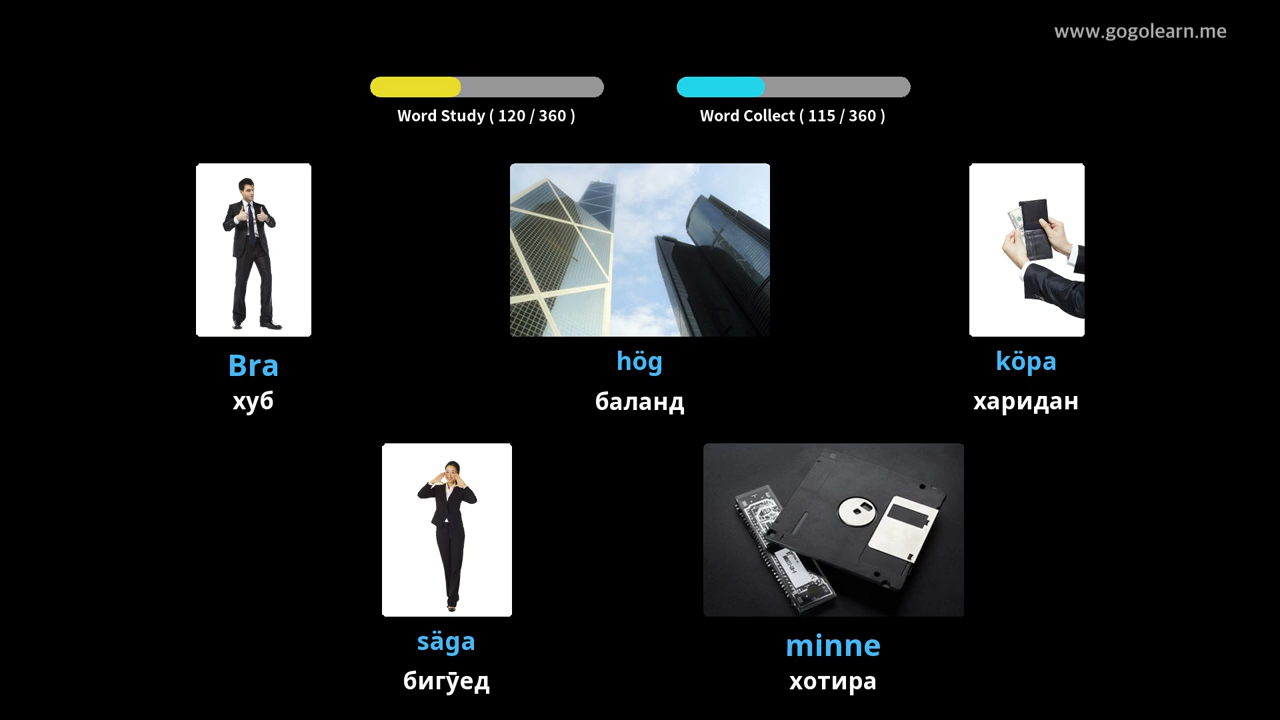 www.gogolearn.me
Word Study ( 120 / 360 )
Word Collect ( 115 / 360 )
Bra
хуб
hög
баланд
köpa
харидан
säga
бигӯед
minne
хотира